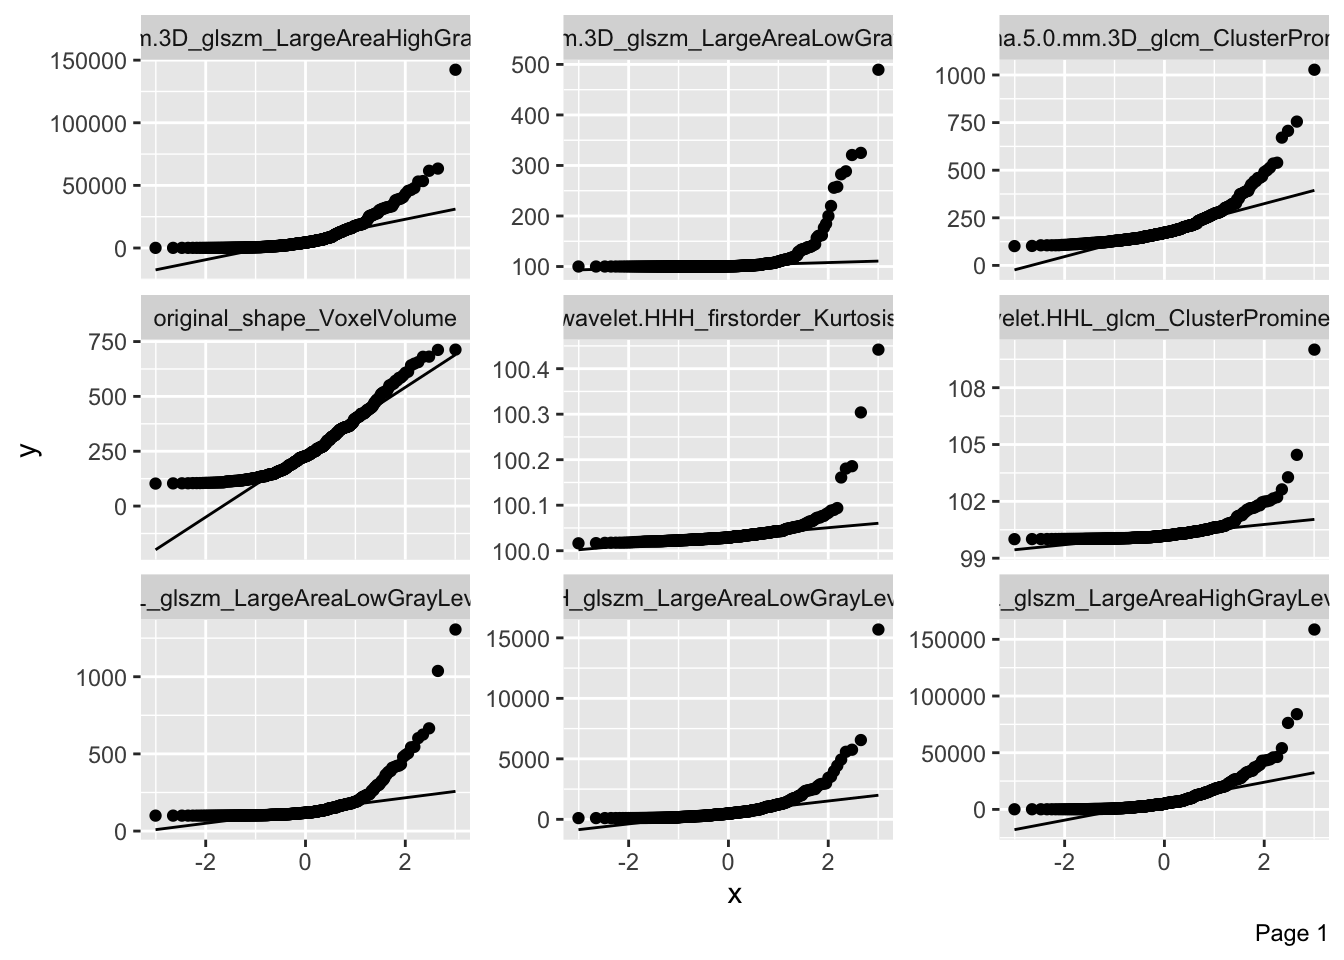 m.3D_glszm_LargeAreaHighGra
m.3D_glszm_LargeAreaLowGra
na.5.0.mm.3D_glcm_ClusterPro
150000
100000
50000
0
500
400
300
200
100
1000
750
500
250
0
original_shape_VoxelVolume
wavelet.HHH_firstorder_Kurtosis
velet.HHL_glcm_ClusterPromine
750
500
250
0
100.4
100.3
100.2
100.1
100.0
108
105
102
99
y
L_glszm_LargeAreaLowGrayLev
H_glszm_LargeAreaLowGrayLev
_glszm_LargeAreaHighGrayLev
1000
500
0
15000
10000
5000
0
150000
100000
50000
0
-2 0 2
-2 0 2
-2 0 2
x
Page 1